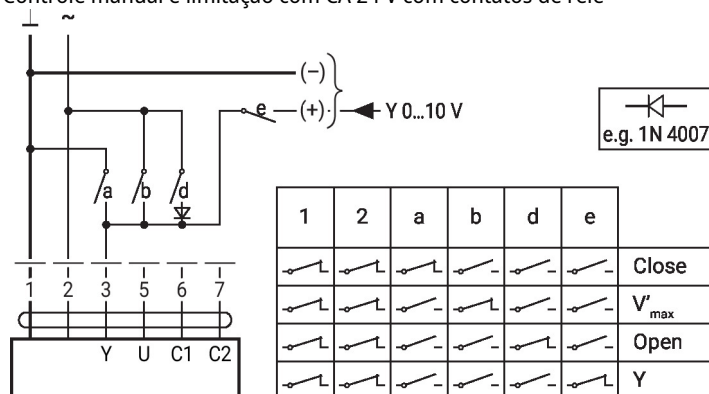 Controle manual e limitação com CA 24 V com contatos de relé
⊥ ~
(–)
e (+) Y 0...10 V
e.g. 1N 4007
a b d
1 2 a b d e
Close
V'max
Open
Y
1 2 3 5 6 7
Y U C1 C2